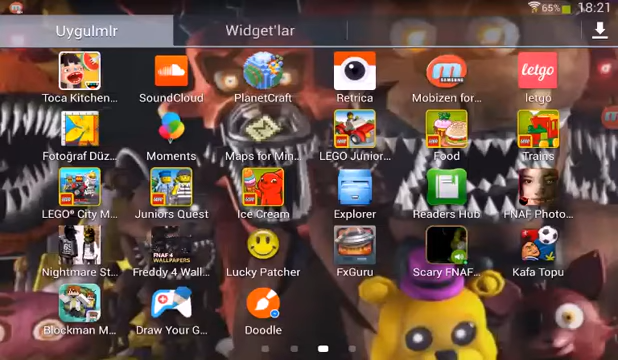 65% 18:21
Uygulmlr Widget'lar
Toca Kitchen... SoundCloud PlanetCraft Retrica Mobizen for... letgo
Fotoğraf Düz... Moments Maps for Min... LEGO Junior... Food Trains
LEGO® City M... Juniors Quest Ice Cream Explorer Readers Hub FNAF Photo...
Nightmare St... Freddy 4 Wall... Lucky Patcher FxGuru Scary FNAF... Kafa Topu
Blockman M... Draw Your G... Doodle